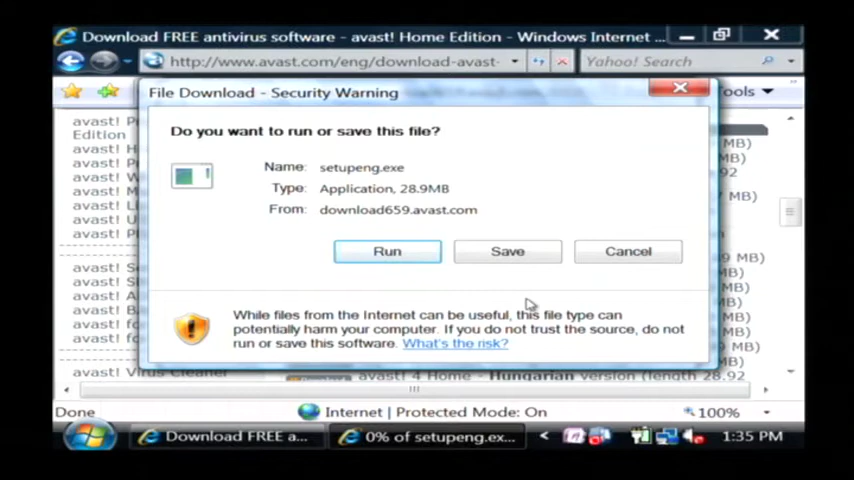 Download FREE antivirus software - avast! Home Edition - Windows Internet ...
http://www.avast.com/eng/download-avast-
Yahoo! Search
File Download - Security Warning
Tools
avast! P
Edition
Do you want to run or save this file?
Name: setupeng.exe
Type: Application, 28.9MB
From: download659.avast.com
Run
Save
Cancel
While files from the Internet can be useful, this file type can
potentially harm your computer. If you do not trust the source, do not
run or save this software. What's the risk?
avast! Virus Cleaner
avast! 4 Home - Hungarian version (length 28.92
Done
Internet | Protected Mode: On
100%
Download FREE a...
0% of setupeng.ex...
1:35 PM